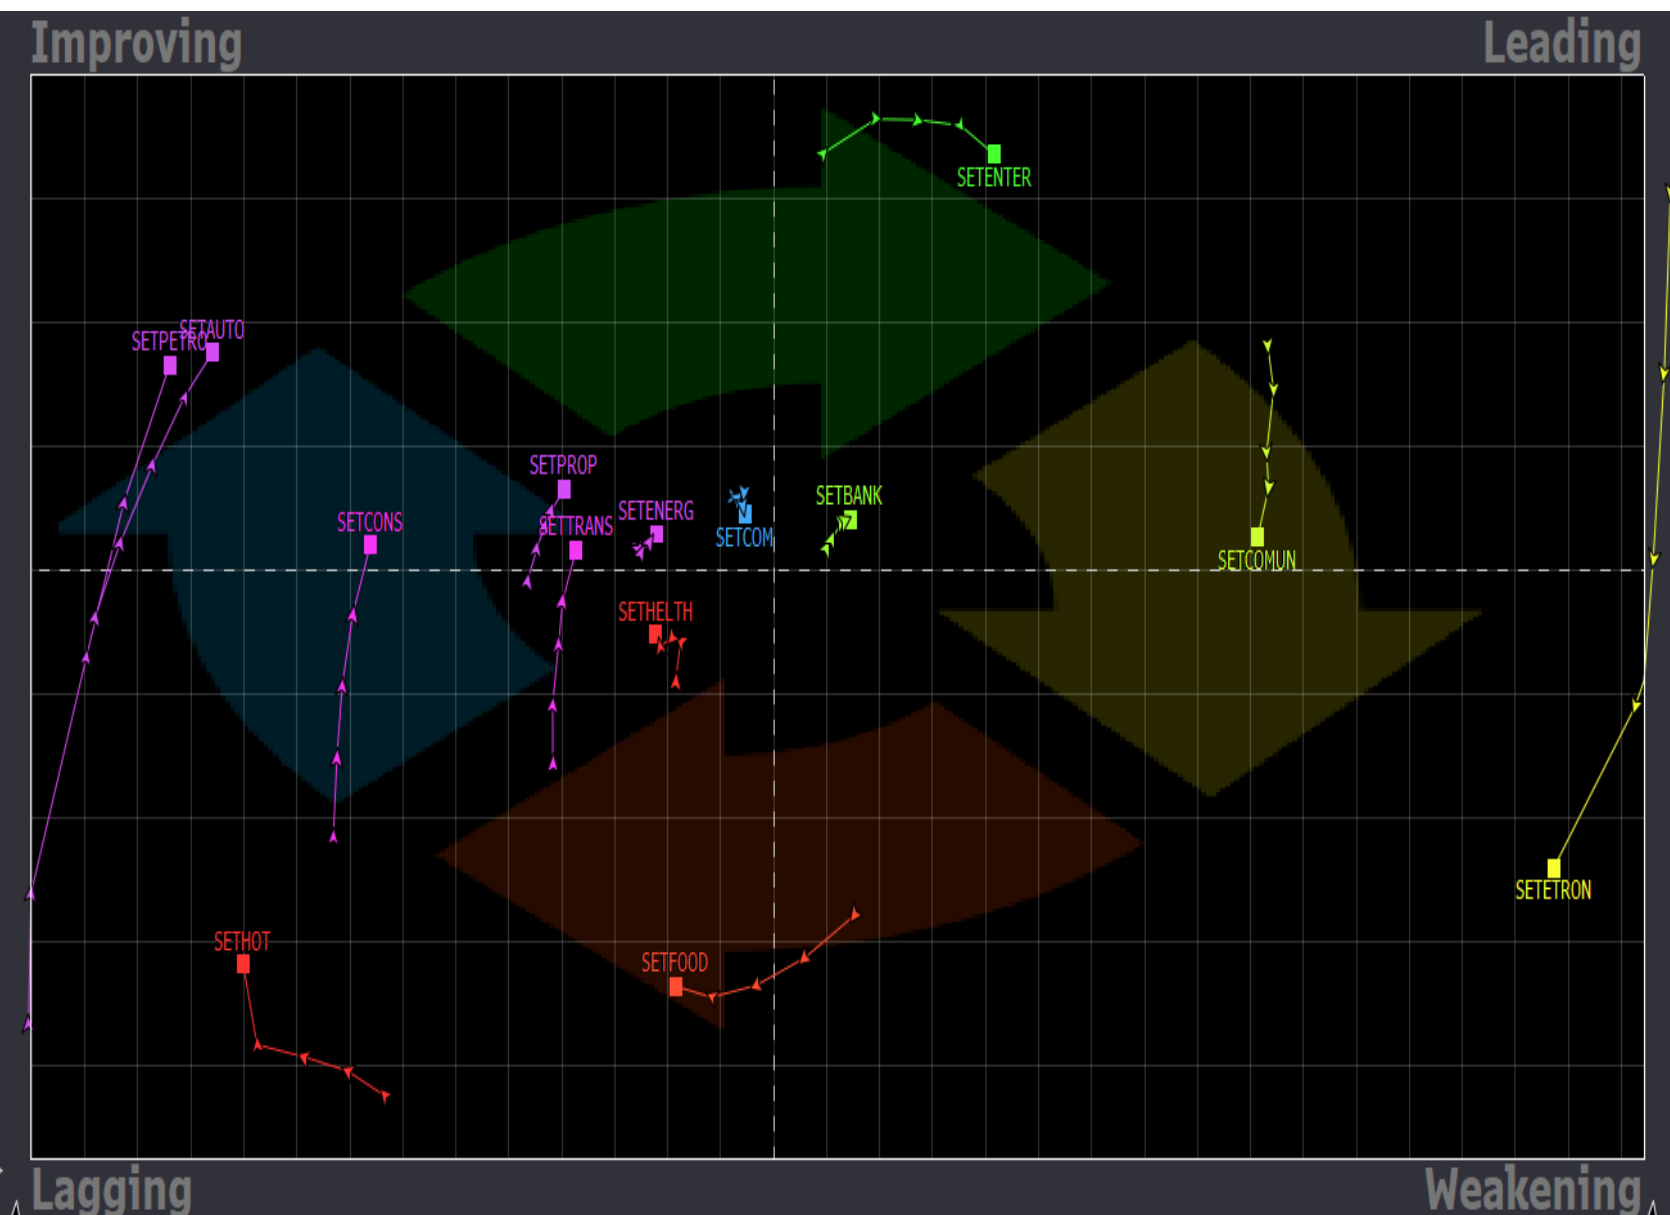 Improving
Leading
SETENTER
SETAUTO
SETPETRO
SETPROP
SETBANK
SETENERG
SETCONS
SETTRANS
SETCOM
SETCOMUN
SETHELTH
SETETRON
SETHOT
SETFOOD
Lagging
Weakening